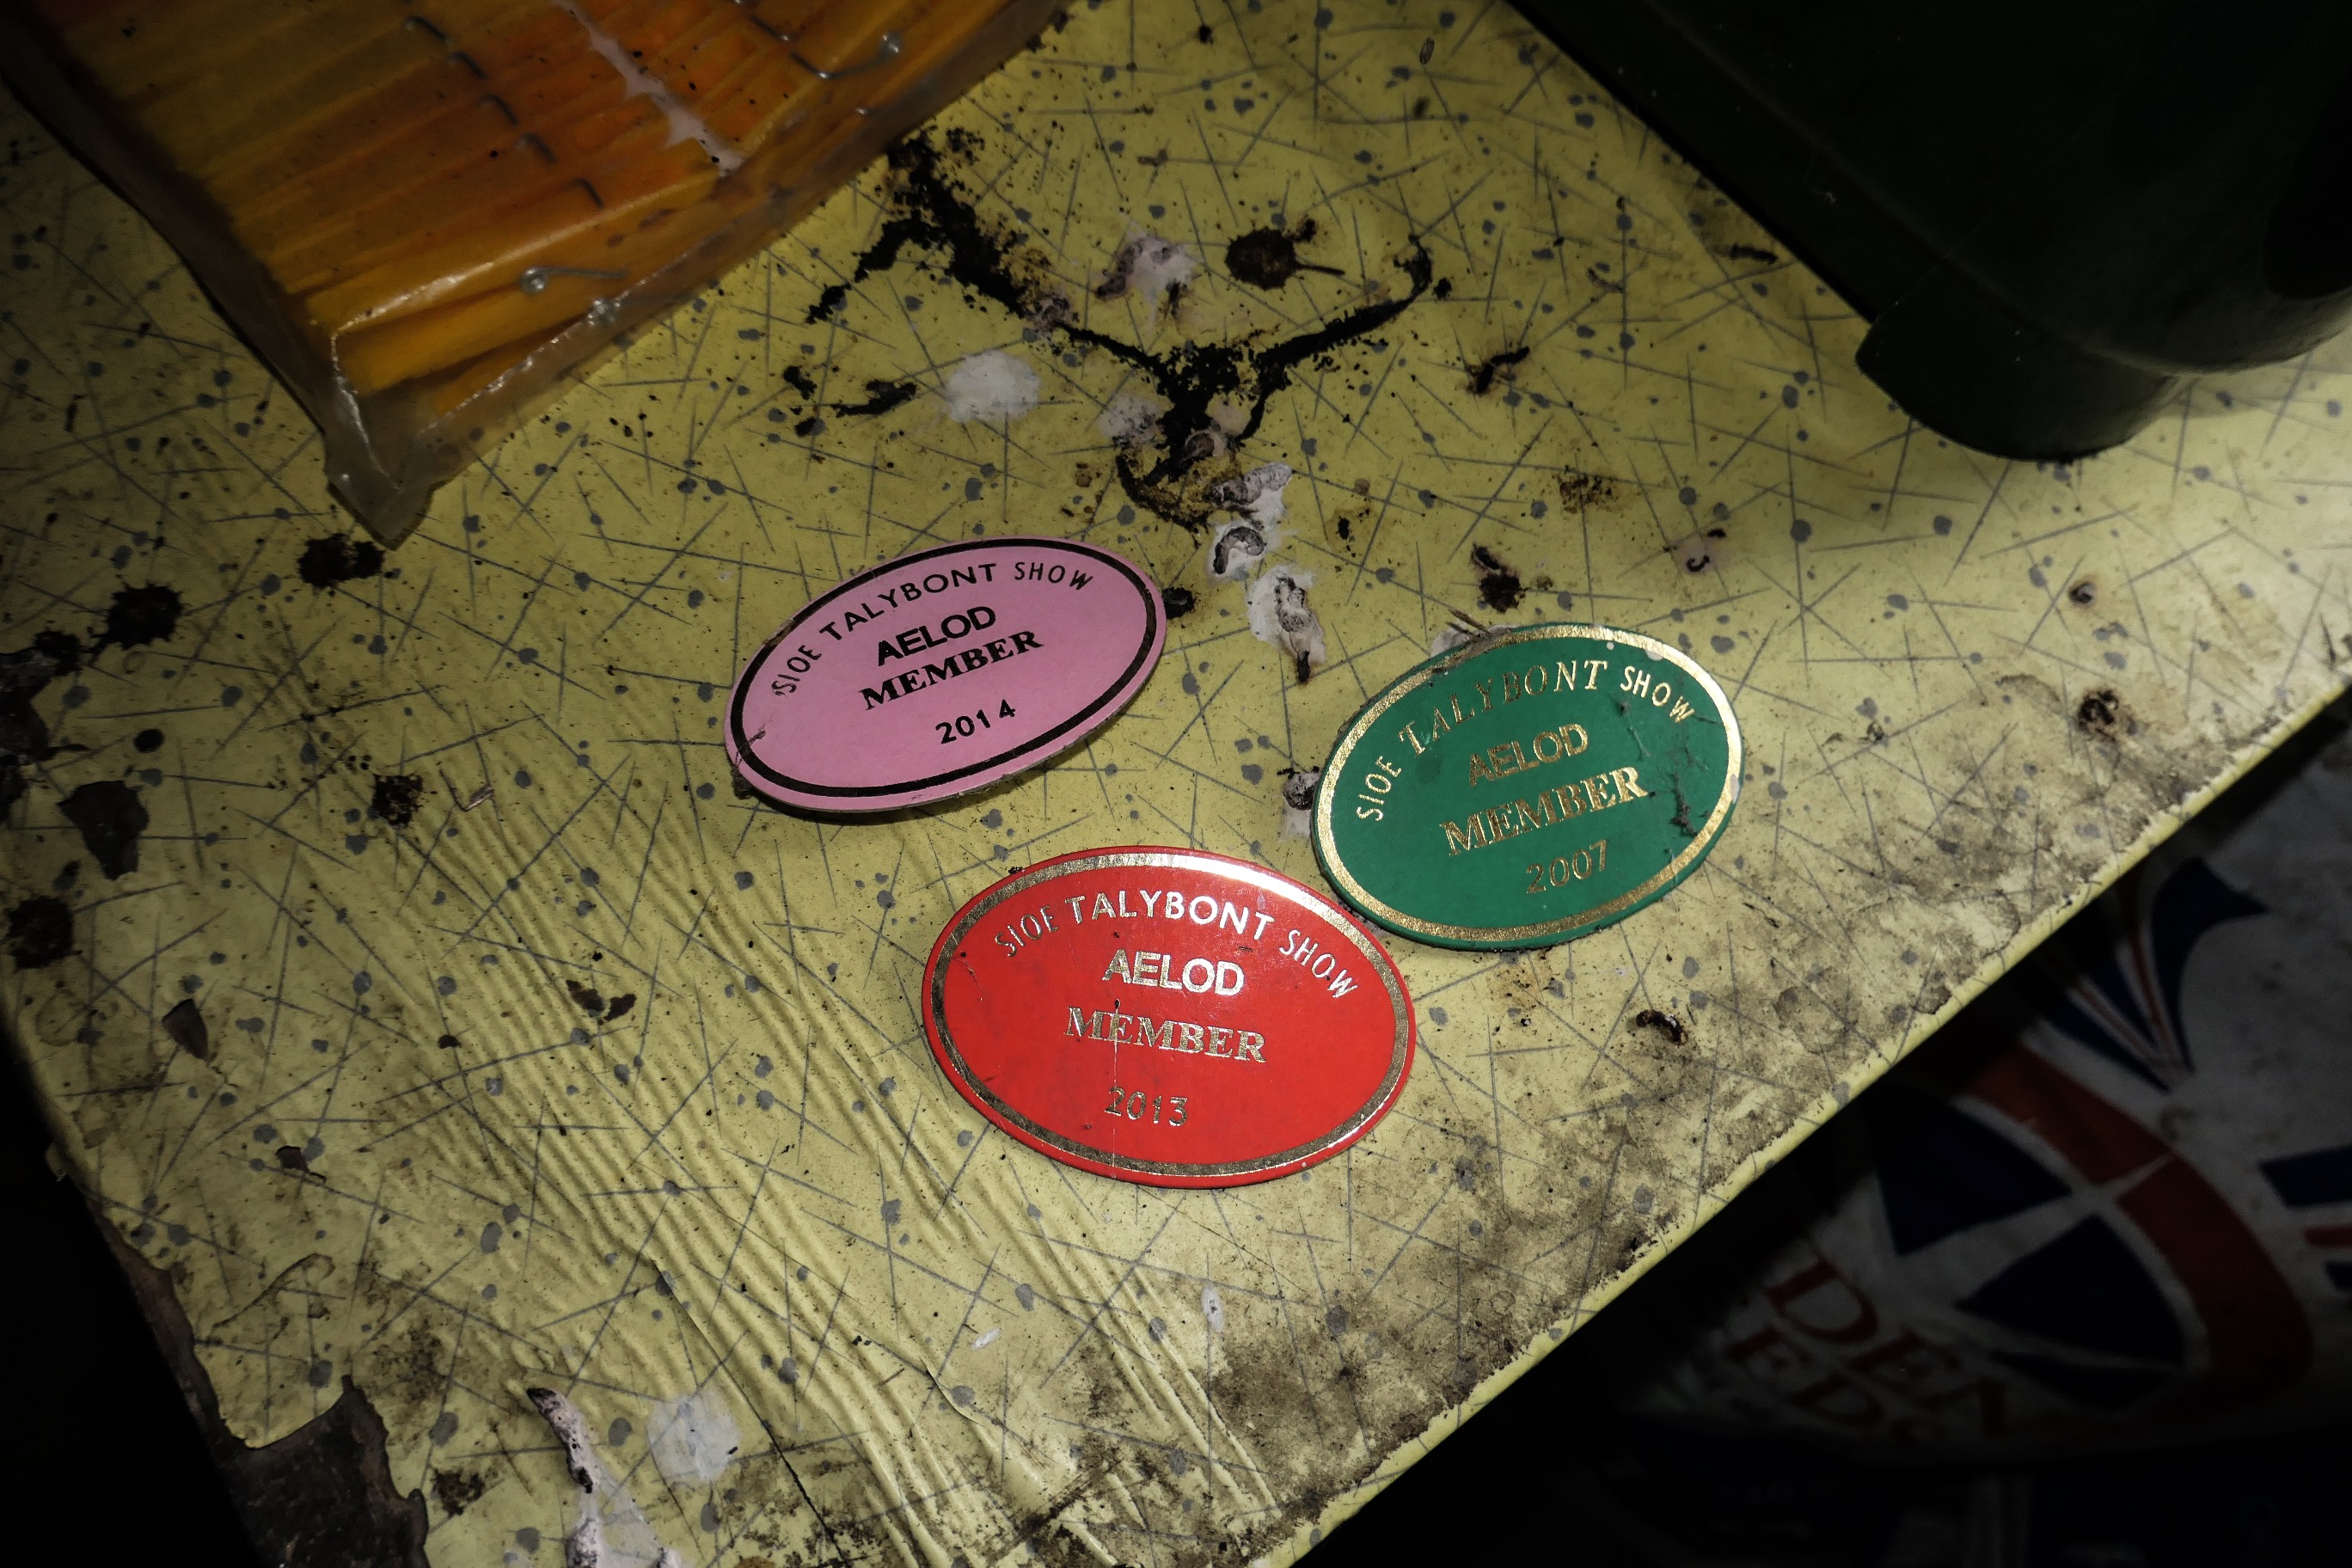 SIOE TALYBONT SHOW
AELOD
MEMBER
2014
SIOE TALYBONT SHOW
AELOD
MEMBER
2007
SIOE TALYBONT SHOW
AELOD
MEMBER
2013